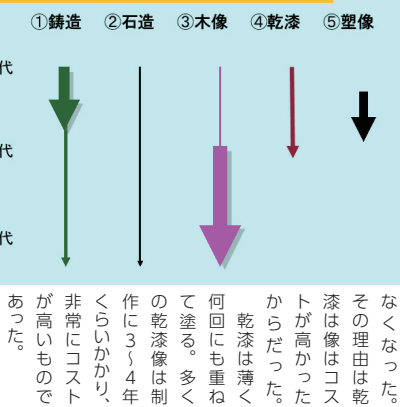 ①鋳造 ②石造 ③木像 ④乾漆 ⑤塑像
代
代
代
なくなった。
その理由は乾
漆は像はコス
トが高かった
からだった。
乾漆は薄く
何回にも重ね
て塗る。多く
の乾漆像は制
作に3〜4年
くらいかかり、
非常にコスト
が高いもので
あった。